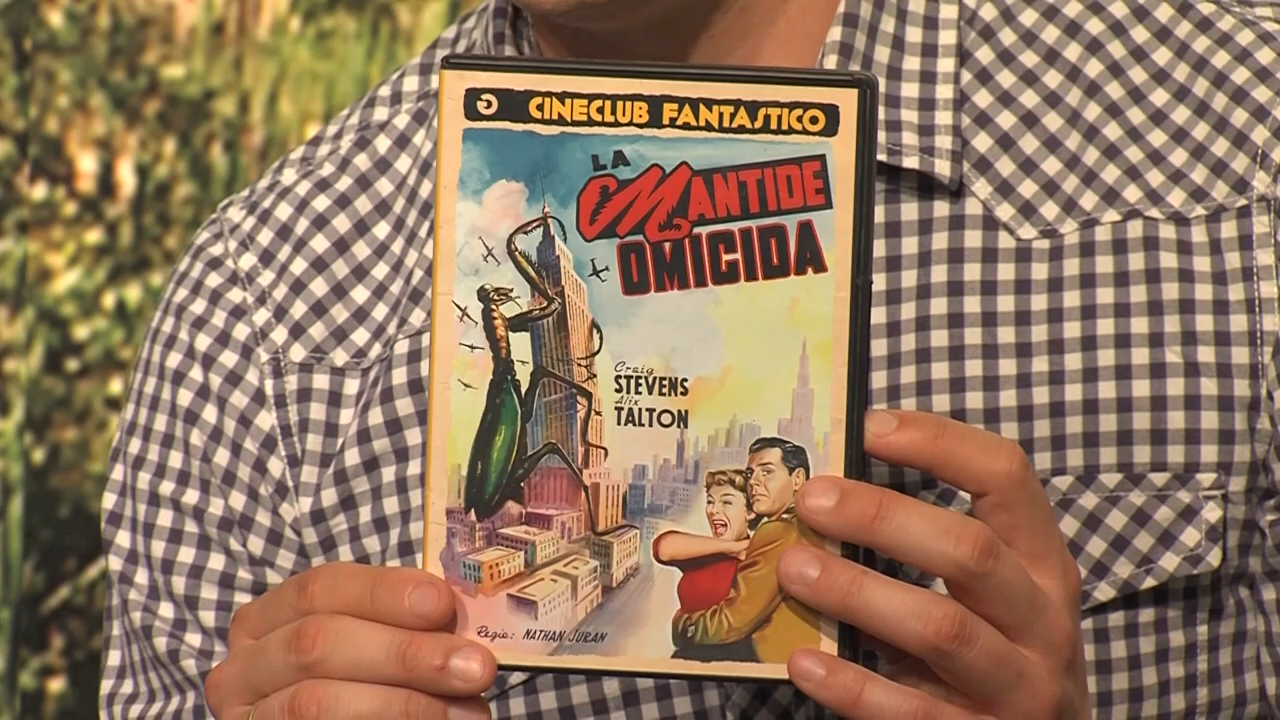 CINECLUB FANTASTICO
LA
MANTIDE
OMICIDA
Craig
STEVENS
Alix
TALTON
Regia: NATHAN JURAN